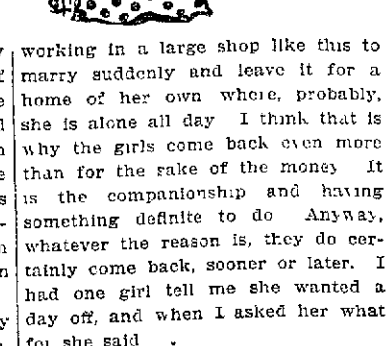 working in a large shop like this to
marry suddenly and leave it for a
home of her own where, probably,
she is alone all day I think that is
why the girls come back even more
than for the sake of the money It
is the companionship and having
something definite to do Anyway,
whatever the reason is, they do cer-
tainly come back, sooner or later. I
had one girl tell me she wanted a
day off, and when I asked her what
for she said